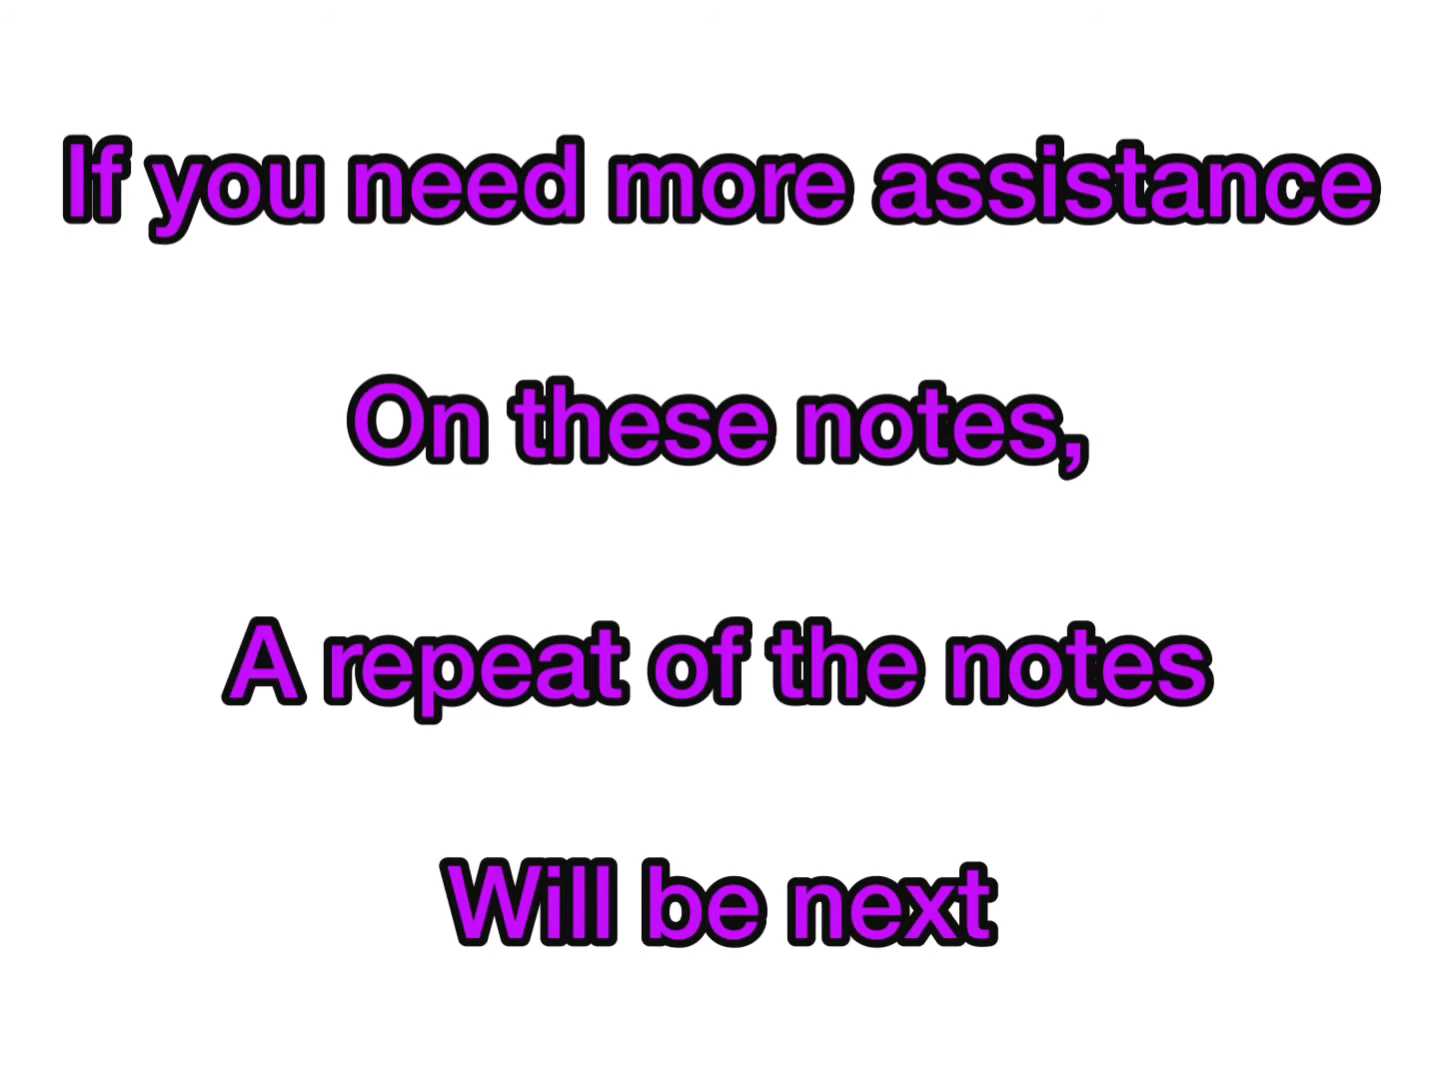 If you need more assistance
On these notes,
A repeat of the notes
Will be next